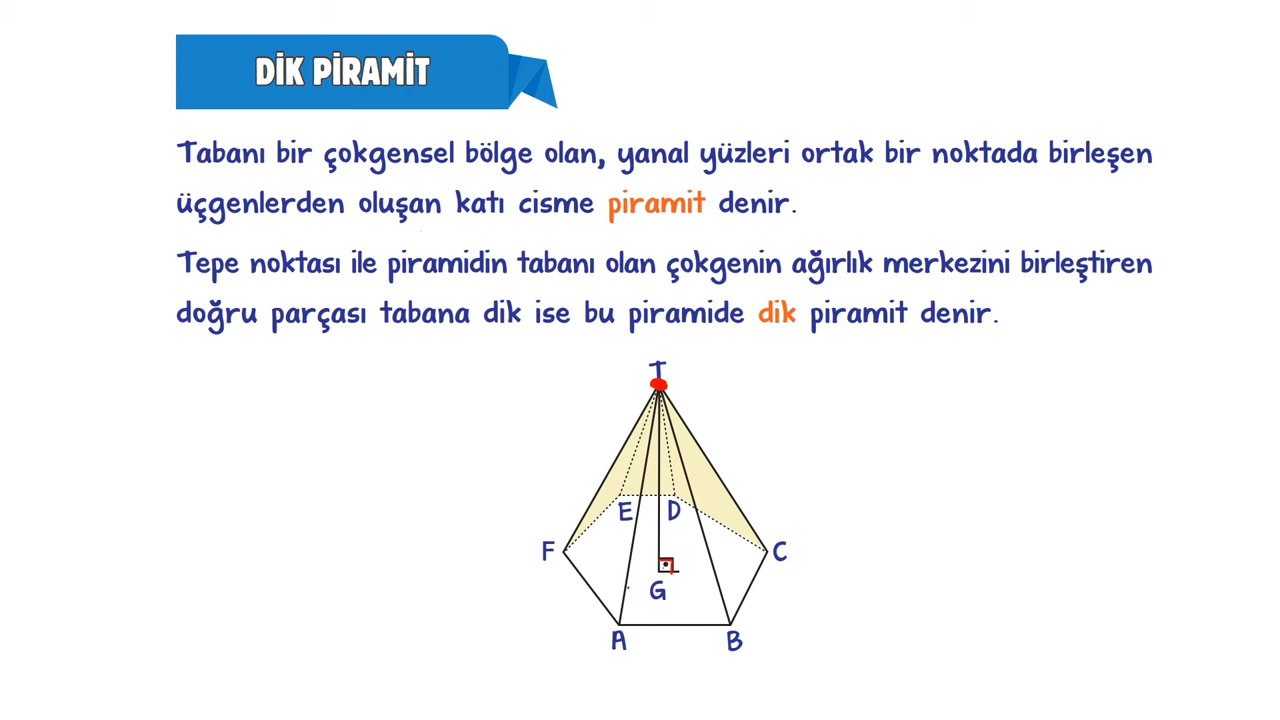 DİK PİRAMİT
Tabanı bir çokgensel bölge olan, yanal yüzleri ortak bir noktada birleşen
üçgenlerden oluşan katı cisme piramit denir.
Tepe noktası ile piramidin tabanı olan çokgenin ağırlık merkezini birleştiren
doğru parçası tabana dik ise bu piramide dik piramit denir.
T
E D
F C
G
A B